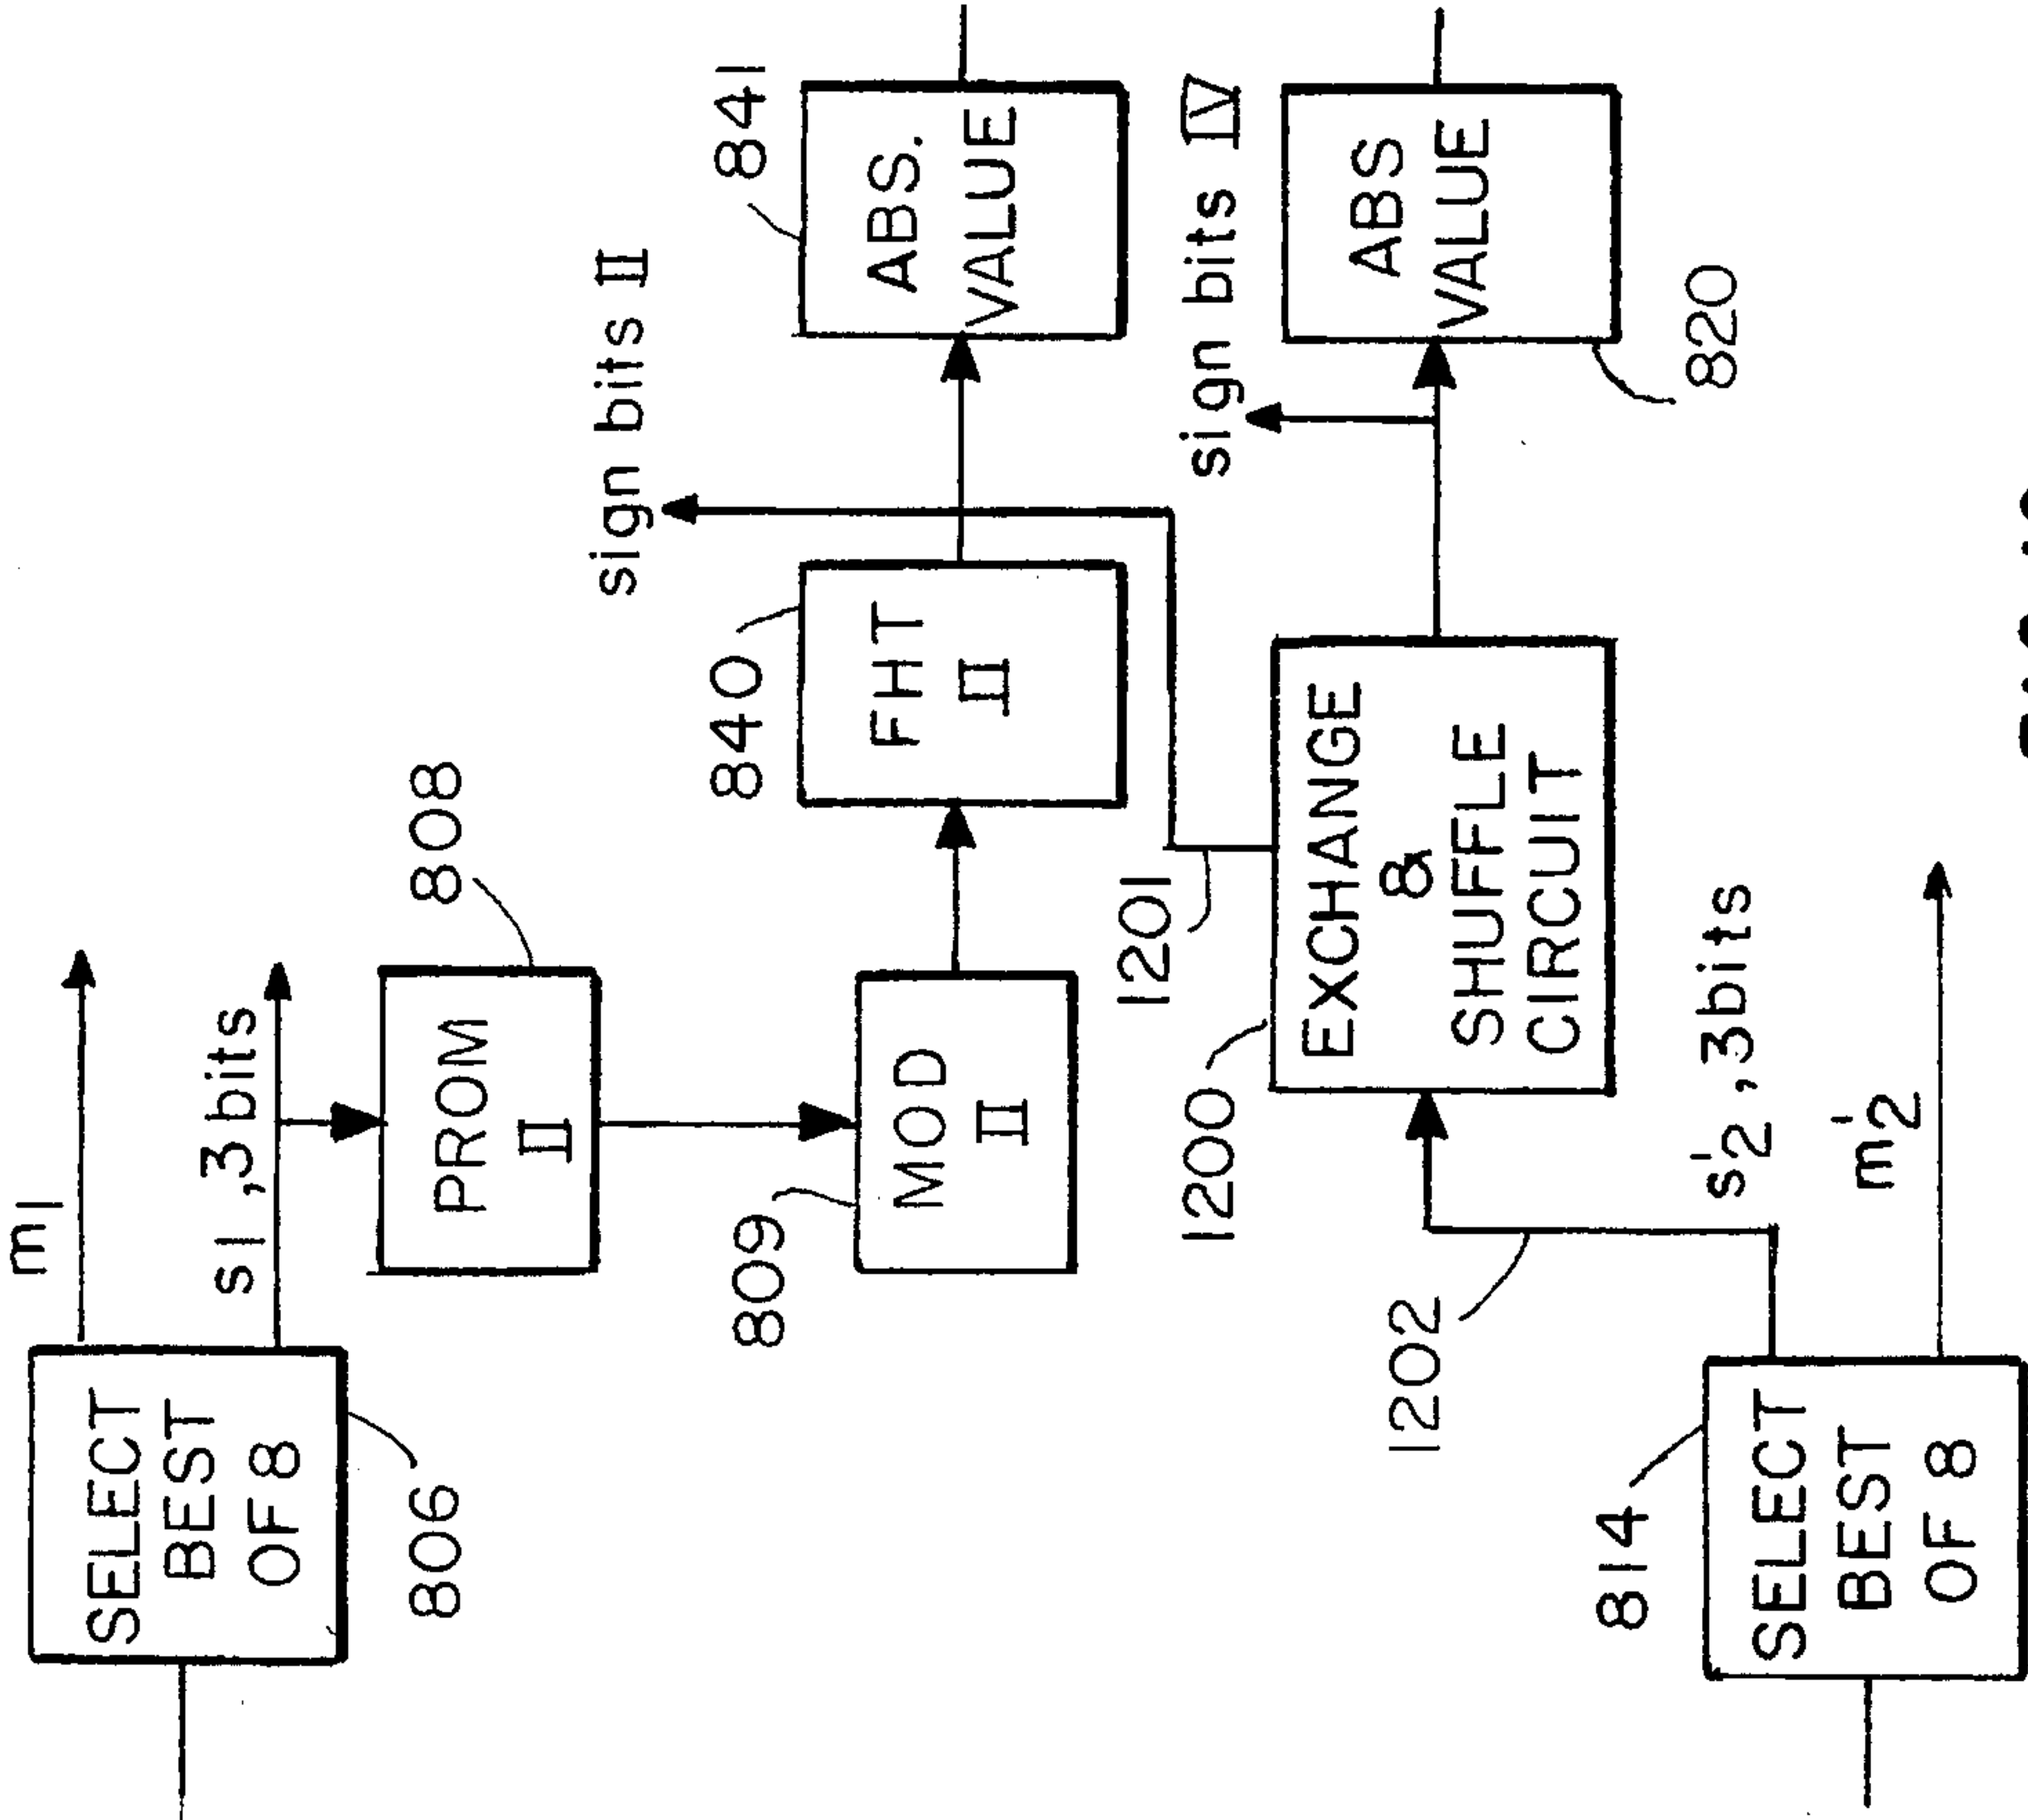 m1
s1,3 bits
SELECT
BEST
OF 8
806
PROM
II
808
809
MOD
II
840
FHT
II
sign bits II
841
ABS.
VALUE
1201
1200
EXCHANGE
&
SHUFFLE
CIRCUIT
sign bits IV
ABS
VALUE
820
1202
s'2,3bits
m'2
814
SELECT
BEST
OF 8